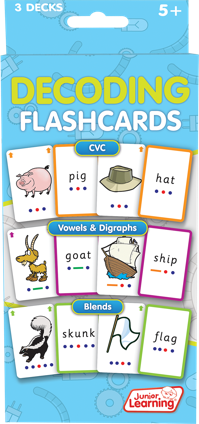 3 DECKS 5+
DECODING
FLASHCARDS
CVC
pig hat
Vowels & Digraphs
goat ship
Blends
skunk flag
Junior
Learning